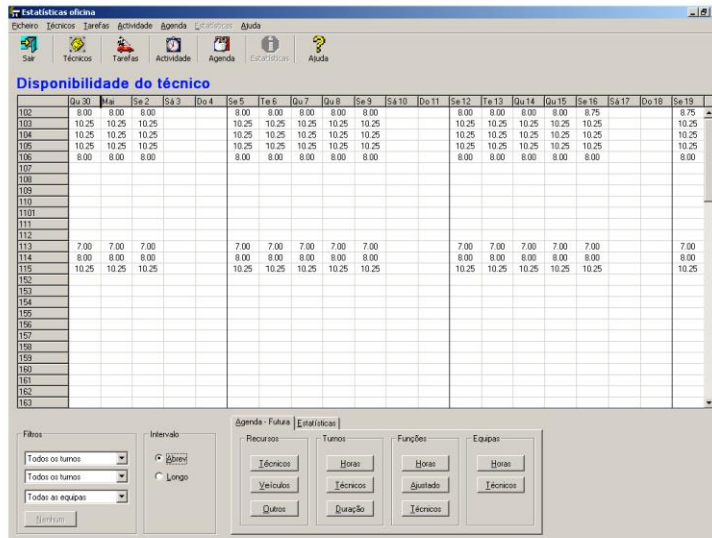 Estatísticas oficina
Ficheiro Técnicos Tarefas Actividade Agenda Estatísticas Ajuda
Sair Técnicos Tarefas Actividade Agenda Estatísticas Ajuda
Disponibilidade do técnico
Qu 30 Mai Se 2 Sá 3 Do 4 Se 5 Te 6 Qu 7 Qu 8 Se 9 Sá 10 Do 11 Se 12 Te 13 Qu 14 Qu 15 Se 16 Sá 17 Do 18 Se 19
102 8.00 8.00 8.00 8.00 8.00 8.00 8.00 8.00 8.00 8.00 8.00 8.00 8.75 8.75
103 10.25 10.25 10.25 10.25 10.25 10.25 10.25 10.25 10.25 10.25 10.25 10.25 10.25 10.25
104 10.25 10.25 10.25 10.25 10.25 10.25 10.25 10.25 10.25 10.25 10.25 10.25 10.25 10.25
105 10.25 10.25 10.25 10.25 10.25 10.25 10.25 10.25 10.25 10.25 10.25 10.25 10.25 10.25
106 8.00 8.00 8.00 8.00 8.00 8.00 8.00 8.00 8.00 8.00 8.00 8.00 8.00 8.00
107
108
109
110
1101
111
112
113 7.00 7.00 7.00 7.00 7.00 7.00 7.00 7.00 7.00 7.00 7.00 7.00 7.00 7.00
114 8.00 8.00 8.00 8.00 8.00 8.00 8.00 8.00 8.00 8.00 8.00 8.00 8.00 8.00
115 10.25 10.25 10.25 10.25 10.25 10.25 10.25 10.25 10.25 10.25 10.25 10.25 10.25 10.25
152
153
154
155
156
157
158
159
160
161
162
163
Agenda - Futura Estatísticas
Filtros Intervalo Recursos Turnos Funções Equipas
Todos os turnos Abrev Técnicos Horas Horas Horas
Todos os turnos Longo Veículos Técnicos Ajustado Técnicos
Todas as equipas Outros Duração Técnicos
Nenhum